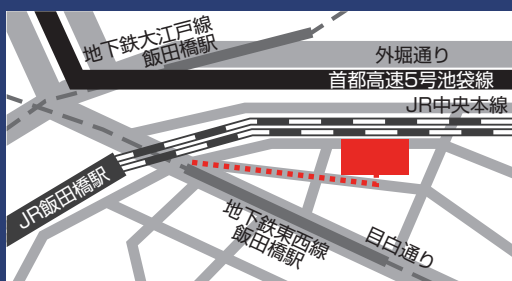 地下鉄大江戸線
飯田橋駅
外堀通り
首都高速5号池袋線
JR中央本線
JR飯田橋駅
地下鉄東西線
飯田橋駅
目白通り